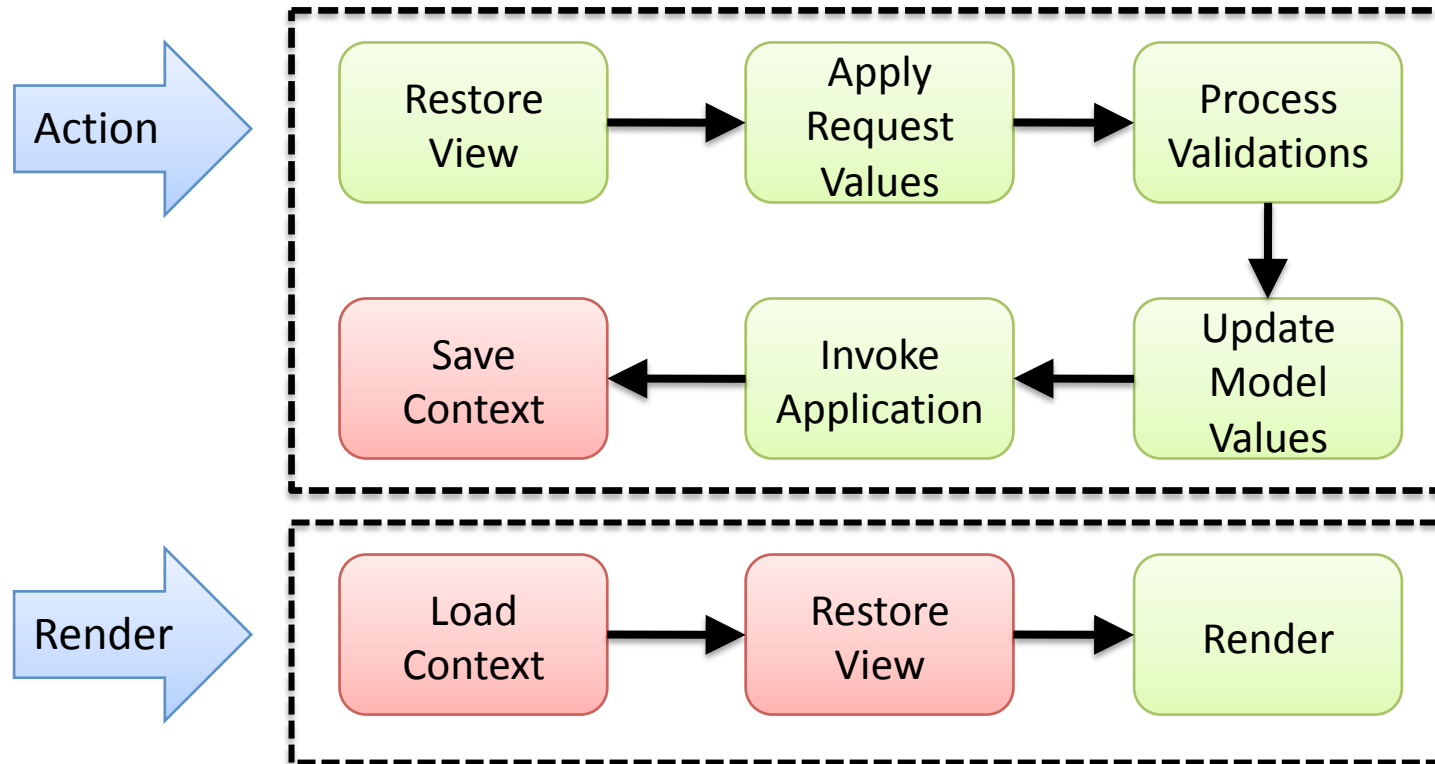 Action
Restore
View
Apply
Request
Values
Process
Validations
Update
Model
Values
Invoke
Application
Save
Context
Render
Load
Context
Restore
View
Render